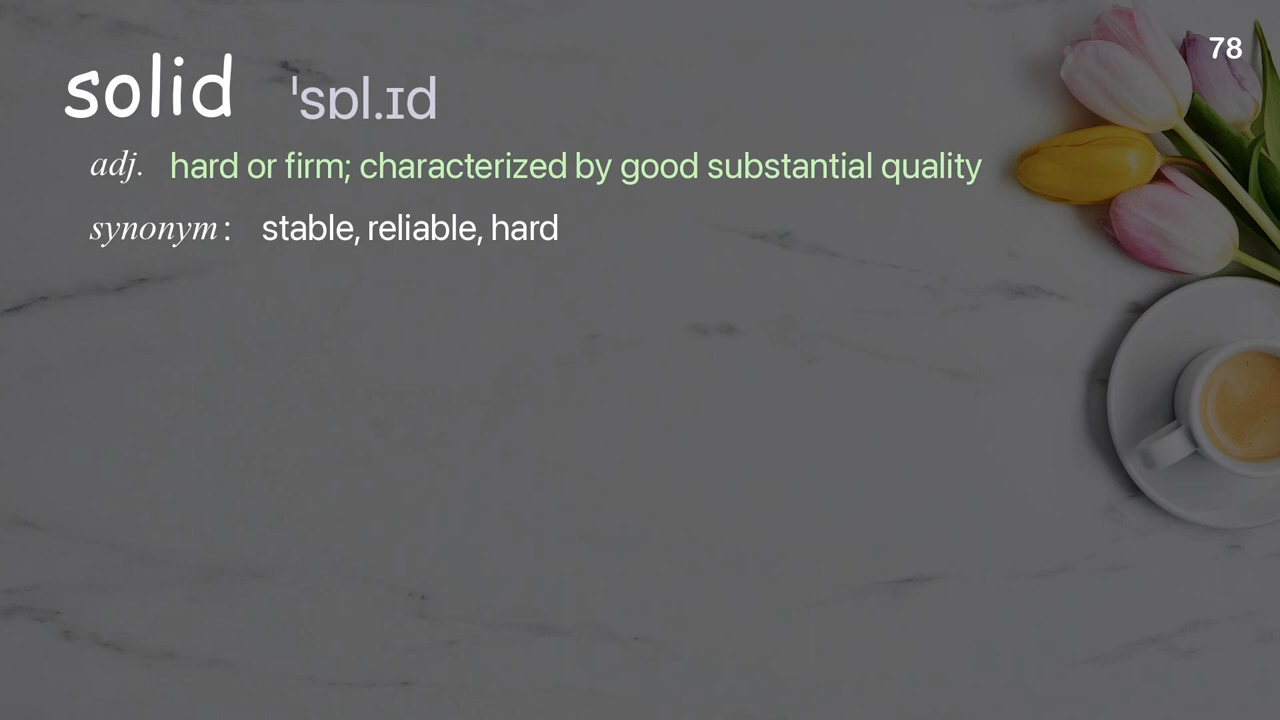 78
solid ˈsɒl.ɪd
adj. hard or firm; characterized by good substantial quality
synonym: stable, reliable, hard